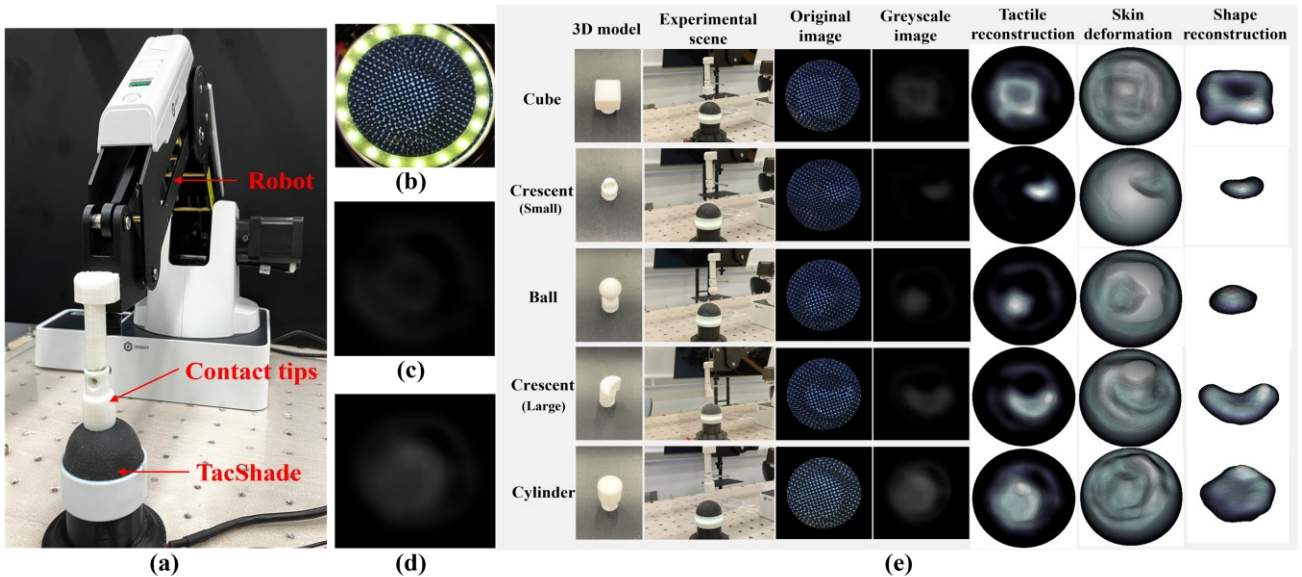 Robot
Contact tips
TacShade
(a)
(b)
(c)
(d)
3D model
Experimental
scene
Original
image
Greyscale
image
Tactile
reconstruction
Skin
deformation
Shape
reconstruction
Cube
Crescent
(Small)
Ball
Crescent
(Large)
Cylinder
(e)